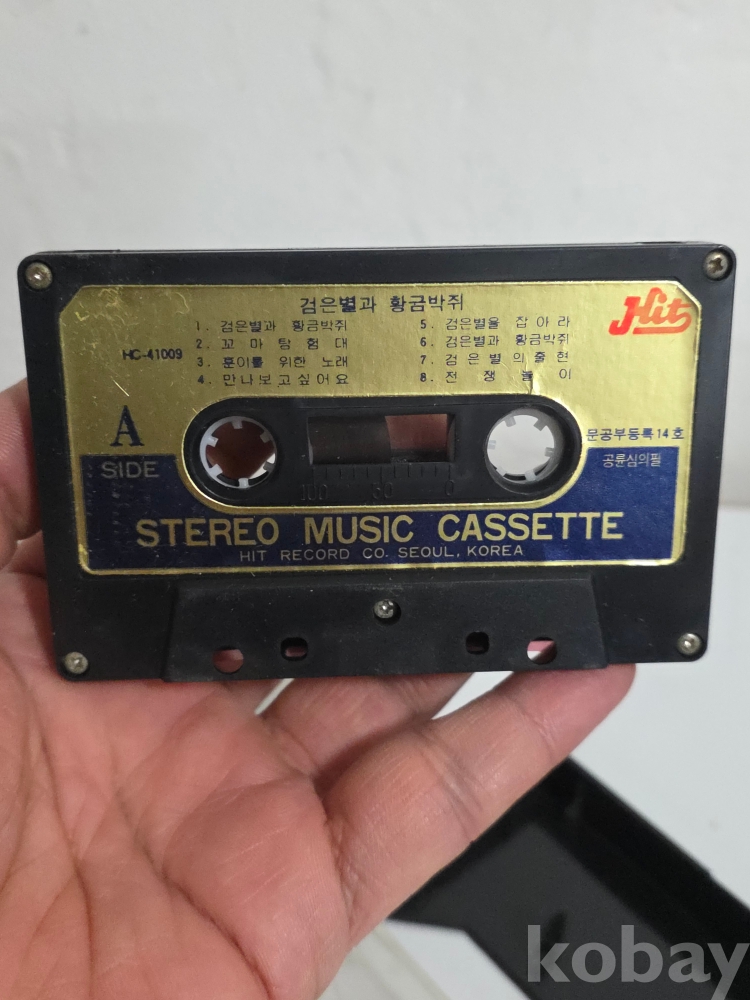 검은별과 황금박쥐
Hit
1. 검은별과 황금박쥐
2. 꼬마탐험대
3. 훈이를 위한 노래
4. 만나보고싶어요
5. 검은별을 잡아라
6. 검은별과 황금박쥐
7. 검은별의출현
8. 전쟁놀이
HC-41009
A
SIDE
문공부등록14호
공륜심의필
100 50 0
STEREO MUSIC CASSETTE
HIT RECORD CO. SEOUL, KOREA
kobay